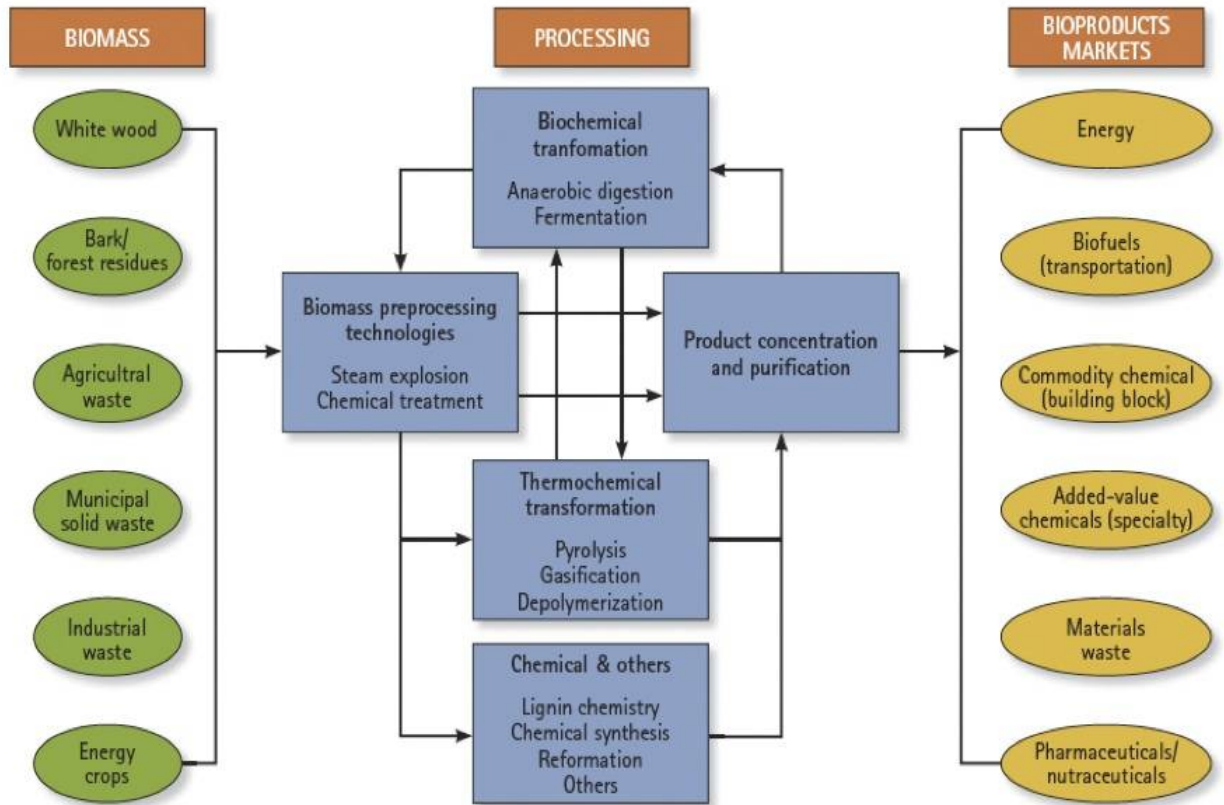 BIOMASS
White wood
Bark/
forest residues
Agricultral
waste
Municipal
solid waste
Industrial
waste
Energy
crops
PROCESSING
Biochemical
tranfomation
Anaerobic digestion
Fermentation
Biomass preprocessing
technologies
Steam explosion
Chemical treatment
Product concentration
and purification
Thermochemical
transformation
Pyrolysis
Gasification
Depolymerization
Chemical & others
Lignin chemistry
Chemical synthesis
Reformation
Others
BIOPRODUCTS
MARKETS
Energy
Biofuels
(transportation)
Commodity chemical
(building block)
Added-value
chemicals (specialty)
Materials
waste
Pharmaceuticals/
nutraceuticals